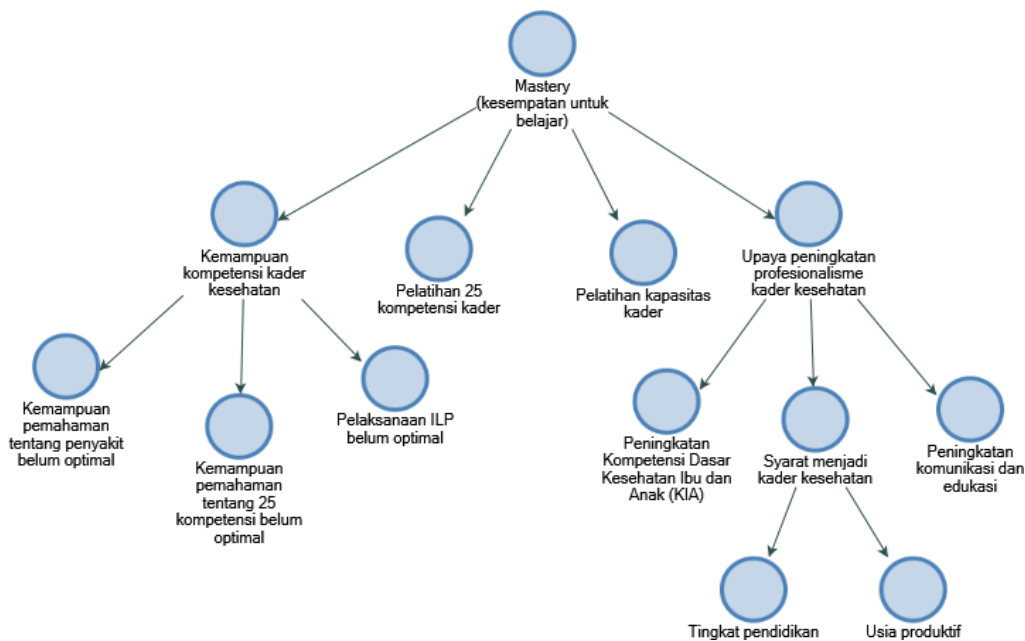 Mastery
(kesempatan untuk
belajar)
Kemampuan
kompetensi kader
kesehatan
Pelatihan 25
kompetensi kader
Pelatihan kapasitas
kader
Upaya peningkatan
profesionalisme
kader kesehatan
Kemampuan
pemahaman
tentang penyakit
belum optimal
Kemampuan
pemahaman
tentang 25
kompetensi belum
optimal
Pelaksanaan ILP
belum optimal
Peningkatan
Kompetensi Dasar
Kesehatan Ibu dan
Anak (KIA)
Syarat menjadi
kader kesehatan
Peningkatan
komunikasi dan
edukasi
Tingkat pendidikan
Usia produktif